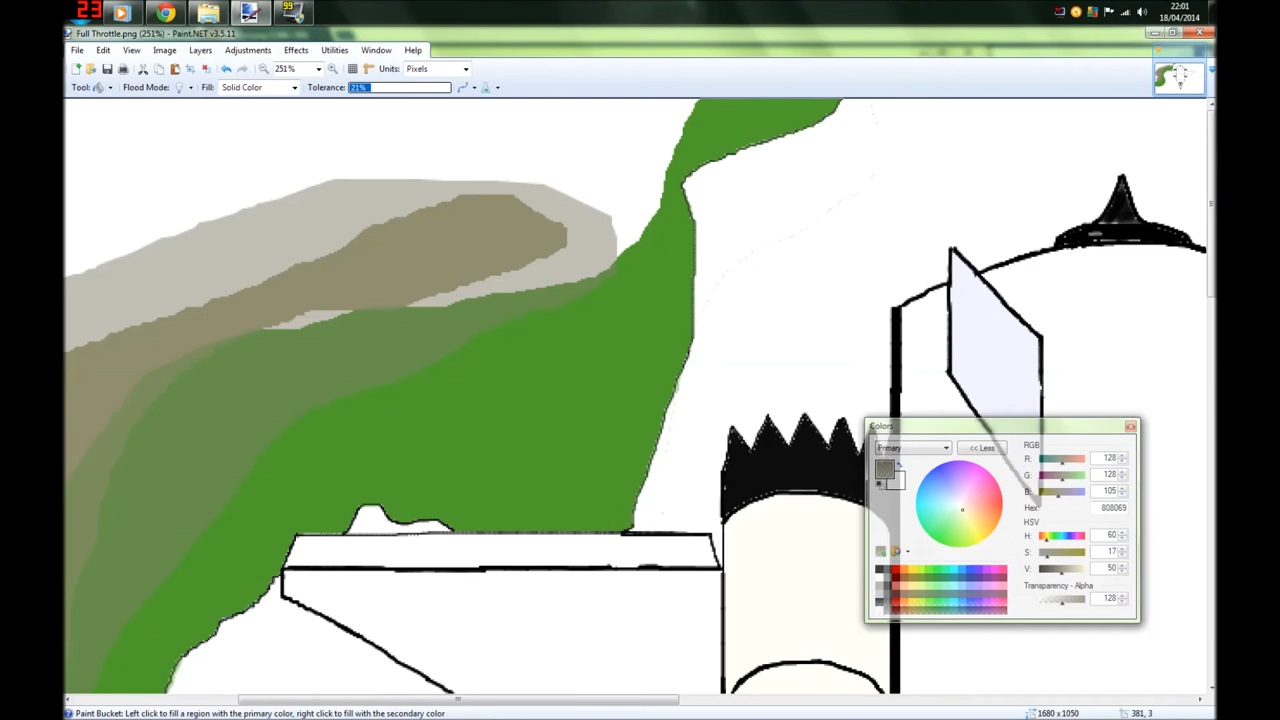 23
99
22:01
18/04/2014
Full Throttle.png (251%) - Paint.NET v3.5.11
File Edit View Image Layers Adjustments Effects Utilities Window Help
251% Units: Pixels
Tool: Flood Mode: Fill: Solid Color Tolerance: 21%
Colors
Primary << Less
RGB
R: 128
G: 128
B: 105
Hex: 808069
HSV
H: 60
S: 17
V: 50
Transparency - Alpha
128
Paint Bucket: Left click to fill a region with the primary color, right click to fill with the secondary color 1680 x 1050 381, 3